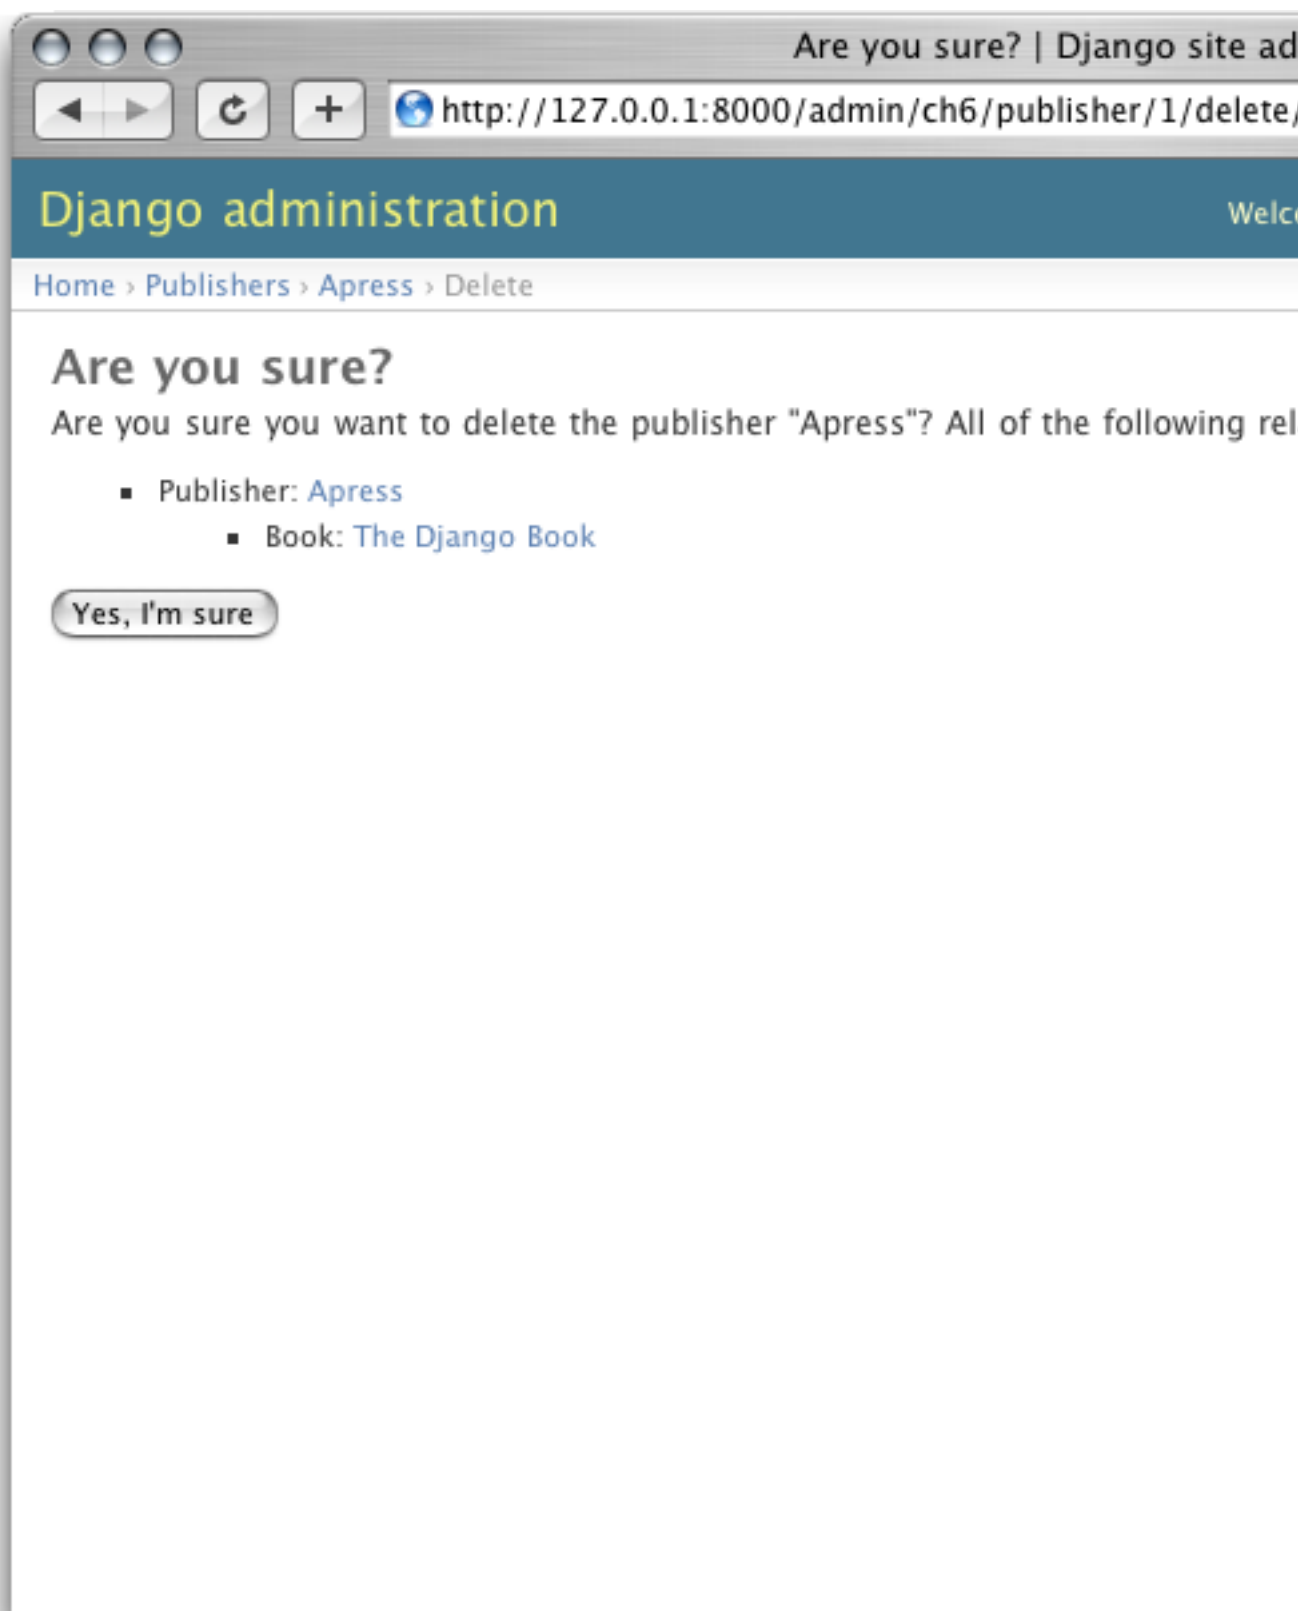 Are you sure? | Django site ad
http://127.0.0.1:8000/admin/ch6/publisher/1/delete/
Django administration
Home › Publishers › Apress › Delete
Are you sure?
Are you sure you want to delete the publisher "Apress"? All of the following
Publisher: Apress
Book: The Django Book
Yes, I'm sure